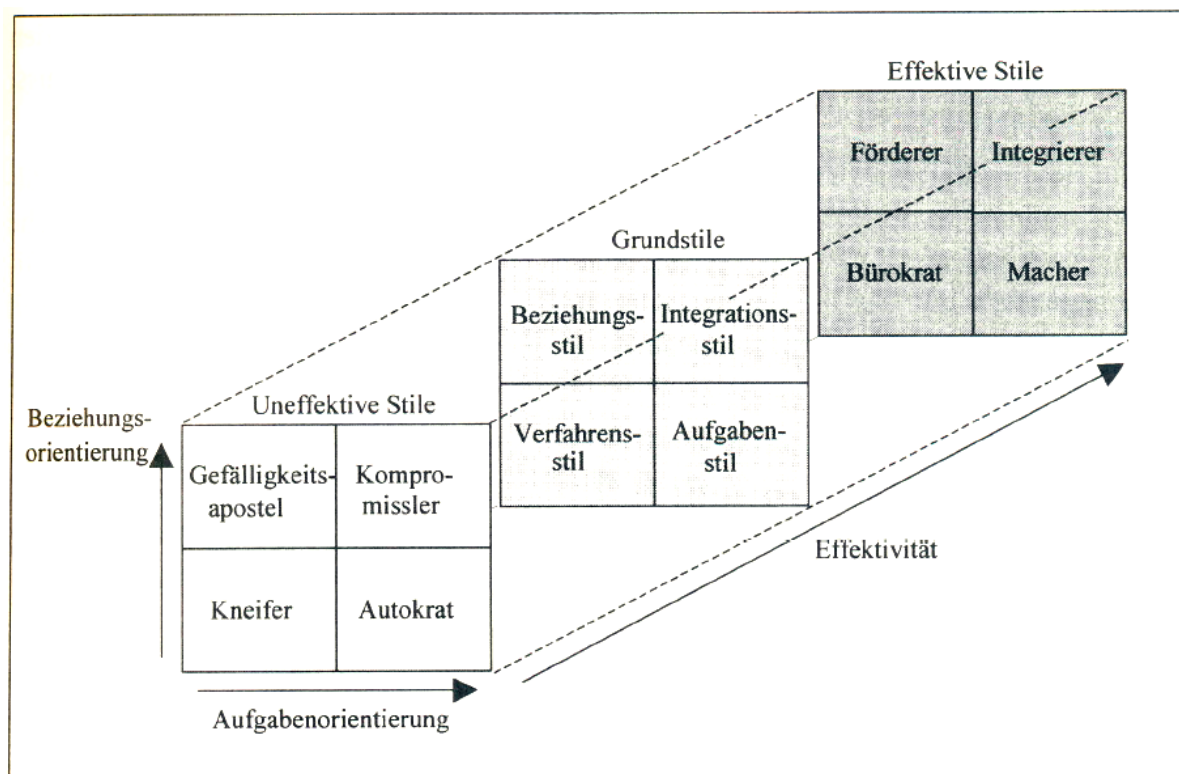 Effektive Stile
Förderer
Integrierer
Bürokrat
Macher
Grundstile
Beziehungs-
stil
Integrations-
stil
Verfahrens-
stil
Aufgaben-
stil
Beziehungs-
orientierung
Uneffektive Stile
Gefälligkeits-
apostel
Kompro-
missler
Kneifer
Autokrat
Effektivität
Aufgabenorientierung